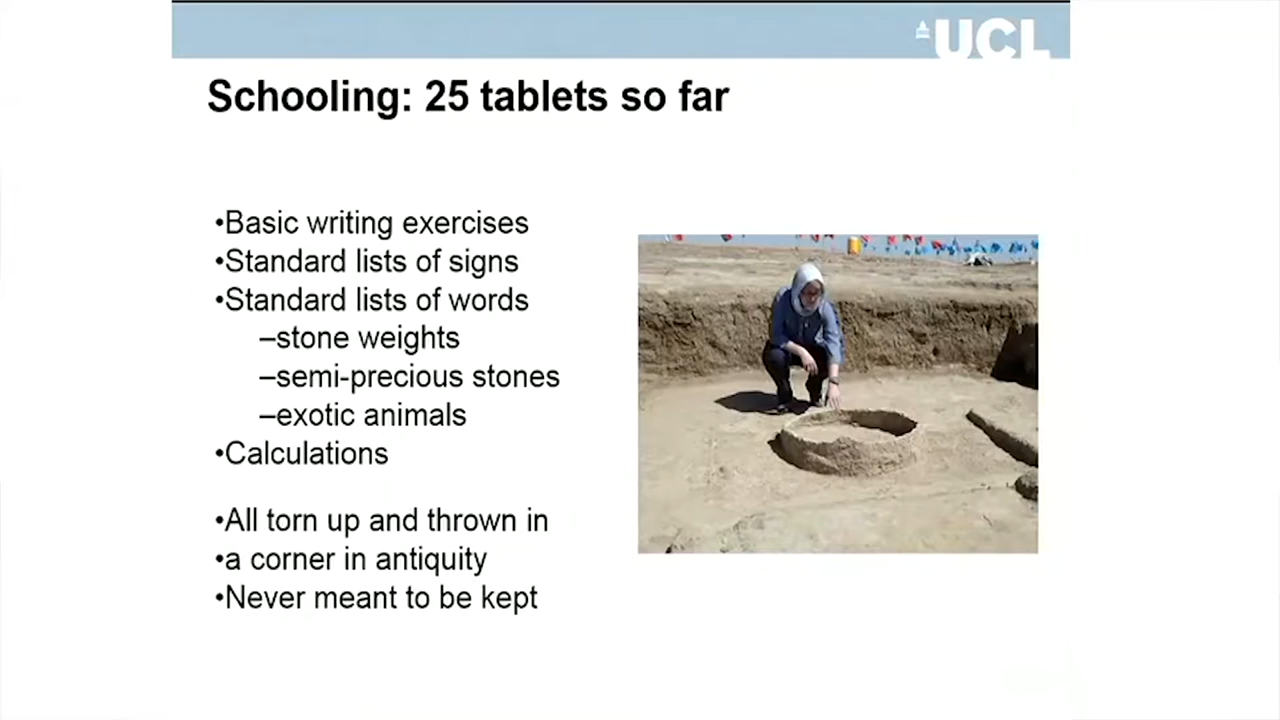 UCL
Schooling: 25 tablets so far
•Basic writing exercises
•Standard lists of signs
•Standard lists of words
–stone weights
–semi-precious stones
–exotic animals
•Calculations
•All torn up and thrown in
•a corner in antiquity
•Never meant to be kept